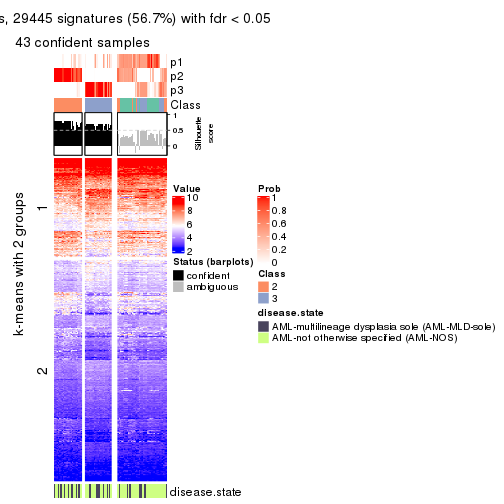 s, 29445 signatures (56.7%) with fdr < 0.05
43 confident samples
p1
p2
p3
Class
1
0.5
0
Silhouette
score
k-means with 2 groups
1
2
Value
10
8
6
4
2
Status (barplots)
confident
ambiguous
Prob
1
0.8
0.6
0.4
0.2
0
Class
2
3
disease.state
AML-multilineage dysplasia sole (AML-MLD-sole)
AML-not otherwise specified (AML-NOS)
disease.state